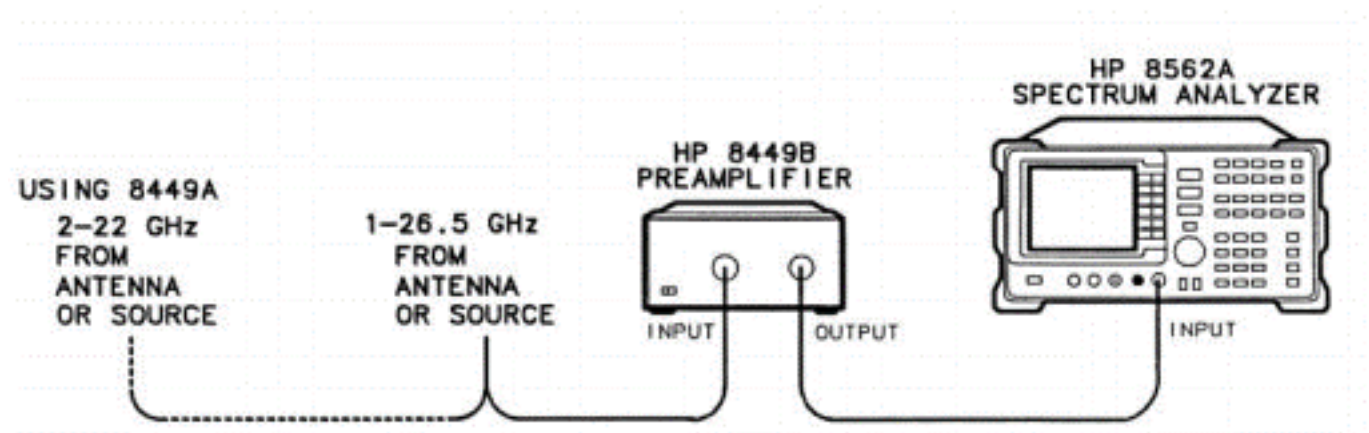 HP 8562A
SPECTRUM ANALYZER
HP 8449B
PREAMPLIFIER
USING 8449A
2-22 GHz
FROM
ANTENNA
OR SOURCE
1-26.5 GHz
FROM
ANTENNA
OR SOURCE
INPUT
OUTPUT
INPUT